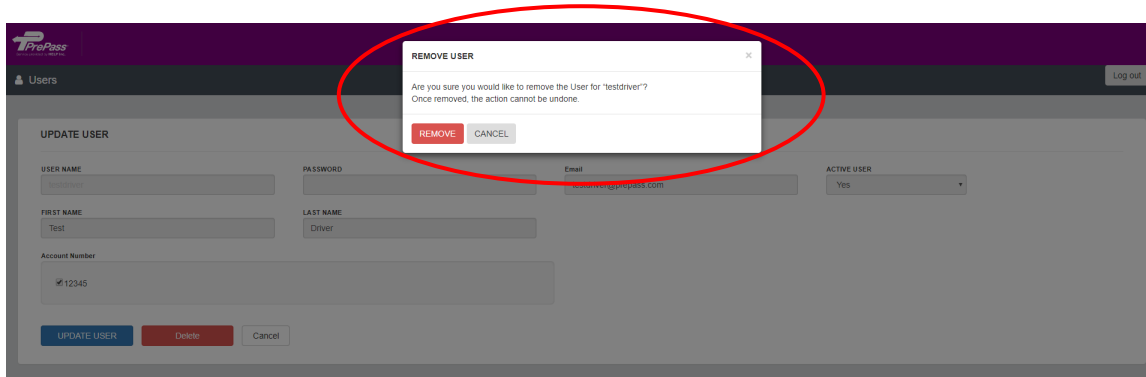 PrePass
Users
Log out
REMOVE USER
×
Are you sure you would like to remove the User for "testdriver"?
Once removed, the action cannot be undone.
REMOVE CANCEL
UPDATE USER
USER NAME PASSWORD Email ACTIVE USER
testdriver@prepass.com Yes
FIRST NAME LAST NAME
Test Driver
Account Number
12345
UPDATE USER Delete Cancel